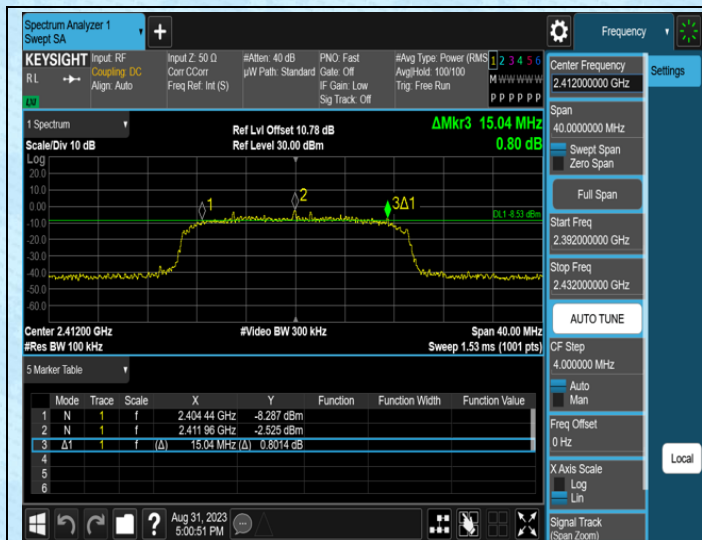 Spectrum Analyzer 1
Swept SA
+
Frequency
KEYSIGHT
Input: RF
Coupling: DC
Align: Auto
R L
LXI
Input Z: 50 Ω
Corr CCorr
Freq Ref: Int (S)
#Atten: 40 dB
µW Path: Standard
PNO: Fast
Gate: Off
IF Gain: Low
Sig Track: Off
#Avg Type: Power (RMS
Avg|Hold: 100/100
Trig: Free Run
1 2 3 4 5 6
M W W W W W
P P P P P P
1 Spectrum
Scale/Div 10 dB
Ref Lvl Offset 10.78 dB
Ref Level 30.00 dBm
ΔMkr3 15.04 MHz
0.80 dB
Log
20.0
10.0
0.00
-10.0
-20.0
-30.0
-40.0
-50.0
-60.0
1
2
3Δ1
DL1 -8.53 dBm
Center 2.41200 GHz
#Res BW 100 kHz
#Video BW 300 kHz
Span 40.00 MHz
Sweep 1.53 ms (1001 pts)
5 Marker Table
Mode Trace Scale X Y Function Function Width Function Value
1 N 1 f 2.404 44 GHz -8.287 dBm
2 N 1 f 2.411 96 GHz -2.525 dBm
3 Δ1 1 f (Δ) 15.04 MHz (Δ) 0.8014 dB
4
5
6
?
Aug 31, 2023
5:00:51 PM
Center Frequency
2.412000000 GHz
Settings
Span
40.0000000 MHz
Swept Span
Zero Span
Full Span
Start Freq
2.392000000 GHz
Stop Freq
2.432000000 GHz
AUTO TUNE
CF Step
4.000000 MHz
Auto
Man
Freq Offset
0 Hz
Local
X Axis Scale
Log
Lin
Signal Track
(Span Zoom)